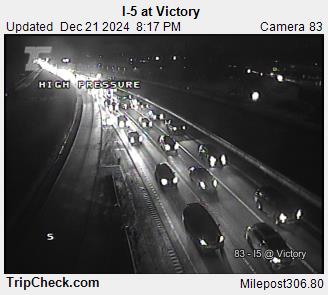 I-5 at Victory
Updated Dec 21 2024 8:17 PM Camera 83
HIGH PRESSURE
S
83 - I5 @ Victory
TripCheck.com Milepost306.80